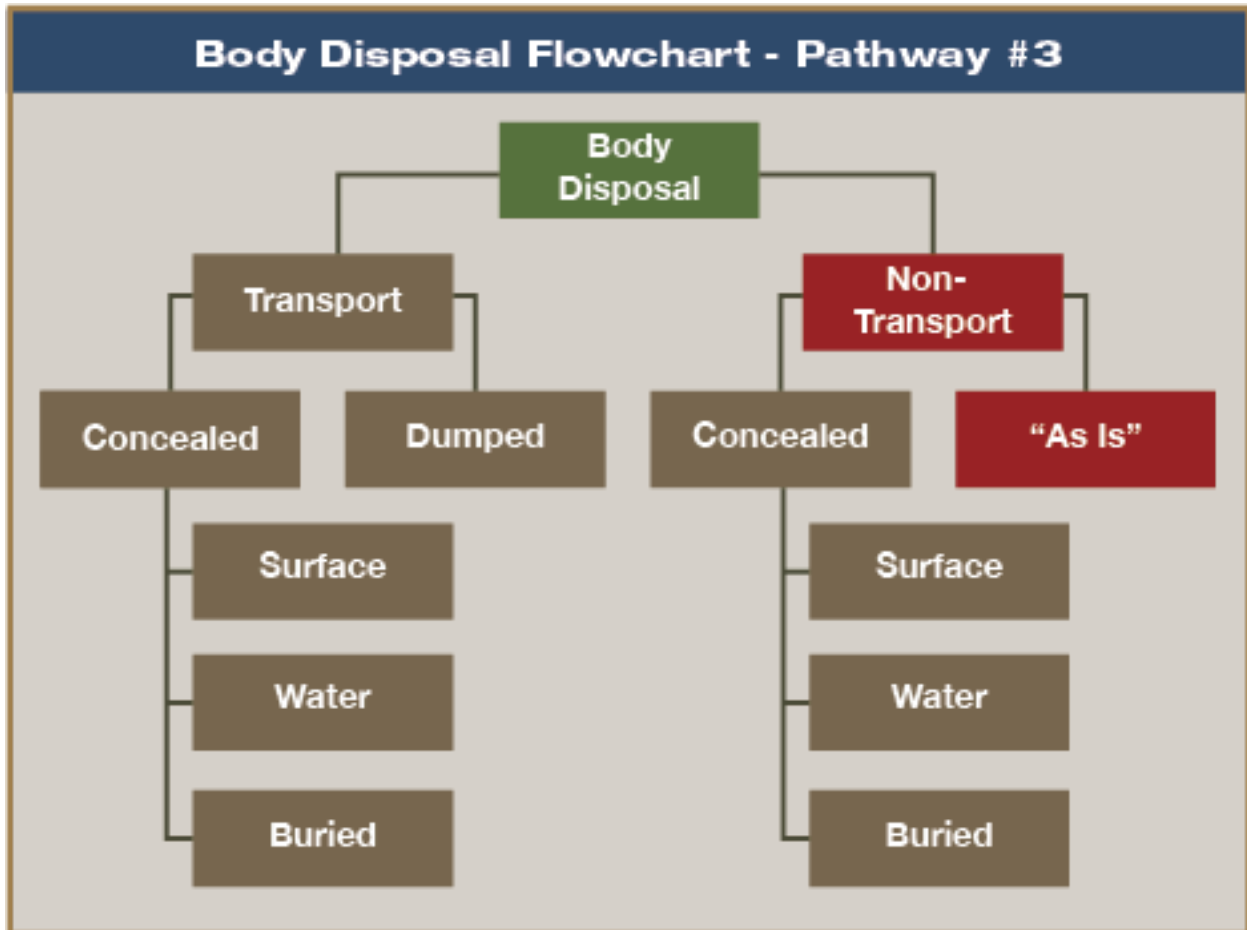 Body Disposal Flowchart - Pathway #3
Body
Disposal
Transport
Non-
Transport
Concealed
Dumped
Concealed
“As Is”
Surface
Surface
Water
Water
Buried
Buried